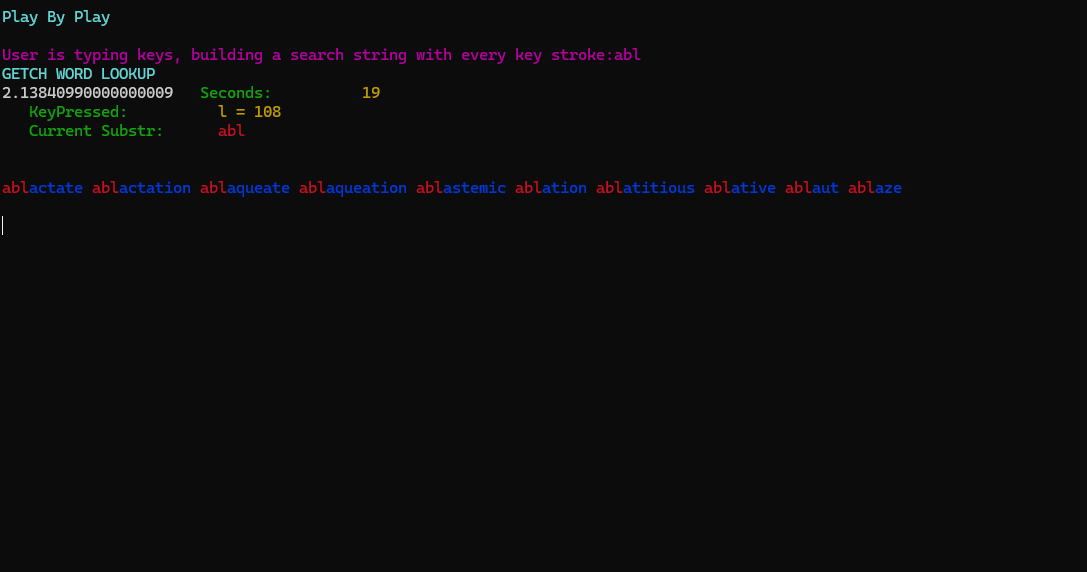 Play By Play
User is typing keys, building a search string with every key stroke:abl
GETCH WORD LOOKUP
2.13840990000000009 Seconds: 19
KeyPressed: l = 108
Current Substr: abl
ablactate ablactation ablaqueate ablaqueation ablastemic ablation ablatitious ablative ablaut ablaze